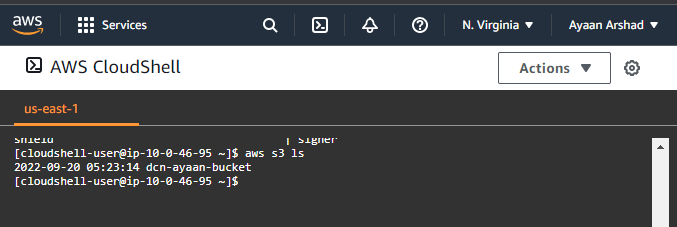 aws Services N. Virginia Ayaan Arshad
AWS CloudShell Actions
us-east-1
shield | signer
[cloudshell-user@ip-10-0-46-95 ~]$ aws s3 ls
2022-09-20 05:23:14 dcn-ayaan-bucket
[cloudshell-user@ip-10-0-46-95 ~]$